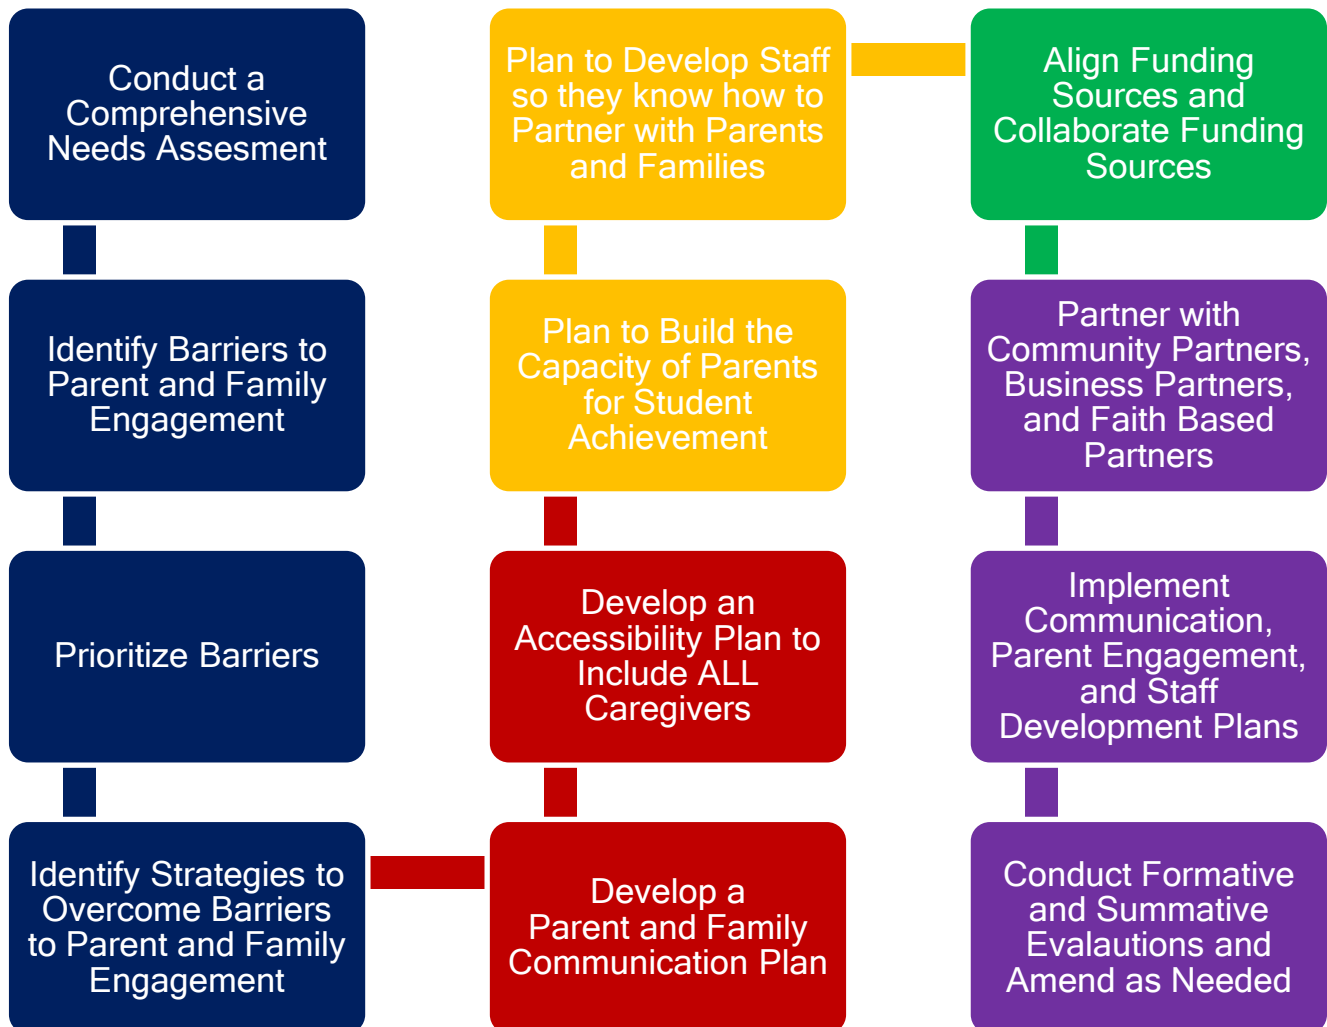 Conduct a
Comprehensive
Needs Assesment
Identify Barriers to
Parent and Family
Engagement
Prioritize Barriers
Identify Strategies to
Overcome Barriers
to Parent and Family
Engagement
Develop a
Parent and Family
Communication Plan
Develop an
Accessibility Plan to
Include ALL
Caregivers
Plan to Build the
Capacity of Parents
for Student
Achievement
Plan to Develop Staff
so they know how to
Partner with Parents
and Families
Align Funding
Sources and
Collaborate Funding
Sources
Partner with
Community Partners,
Business Partners,
and Faith Based
Partners
Implement
Communication,
Parent Engagement,
and Staff
Development Plans
Conduct Formative
and Summative
Evalautions and
Amend as Needed